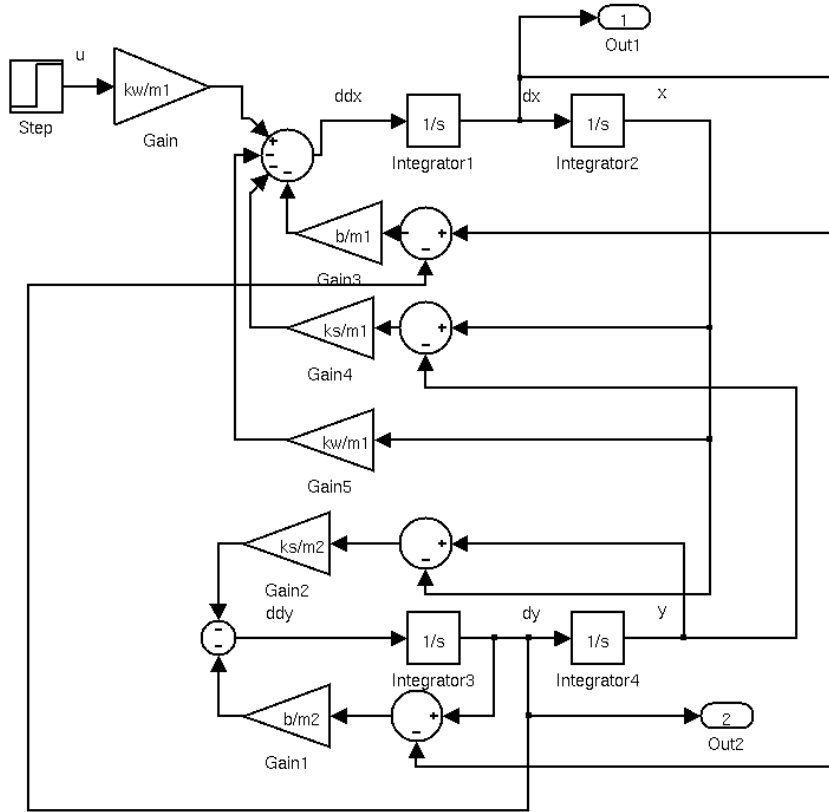 1
Out1
u
kw/m1
Step
Gain
ddx
1/s
Integrator1
dx
1/s
Integrator2
x
+
-
-
-
b/m1
Gain3
+
-
ks/m1
Gain4
+
-
kw/m1
Gain5
ks/m2
Gain2
+
-
ddy
-
-
1/s
Integrator3
dy
1/s
Integrator4
y
b/m2
Gain1
+
-
2
Out2